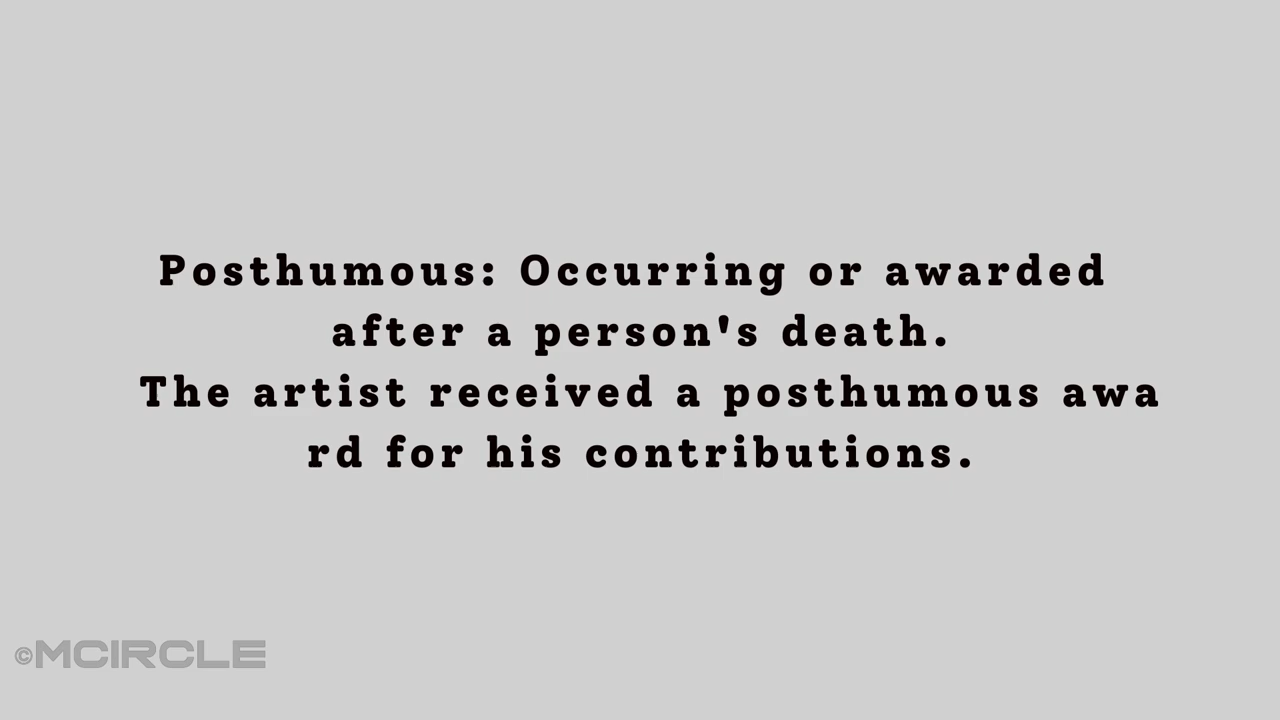 Posthumous: Occurring or awarded
after a person's death.
The artist received a posthumous awa
rd for his contributions.
©MCIRCLE